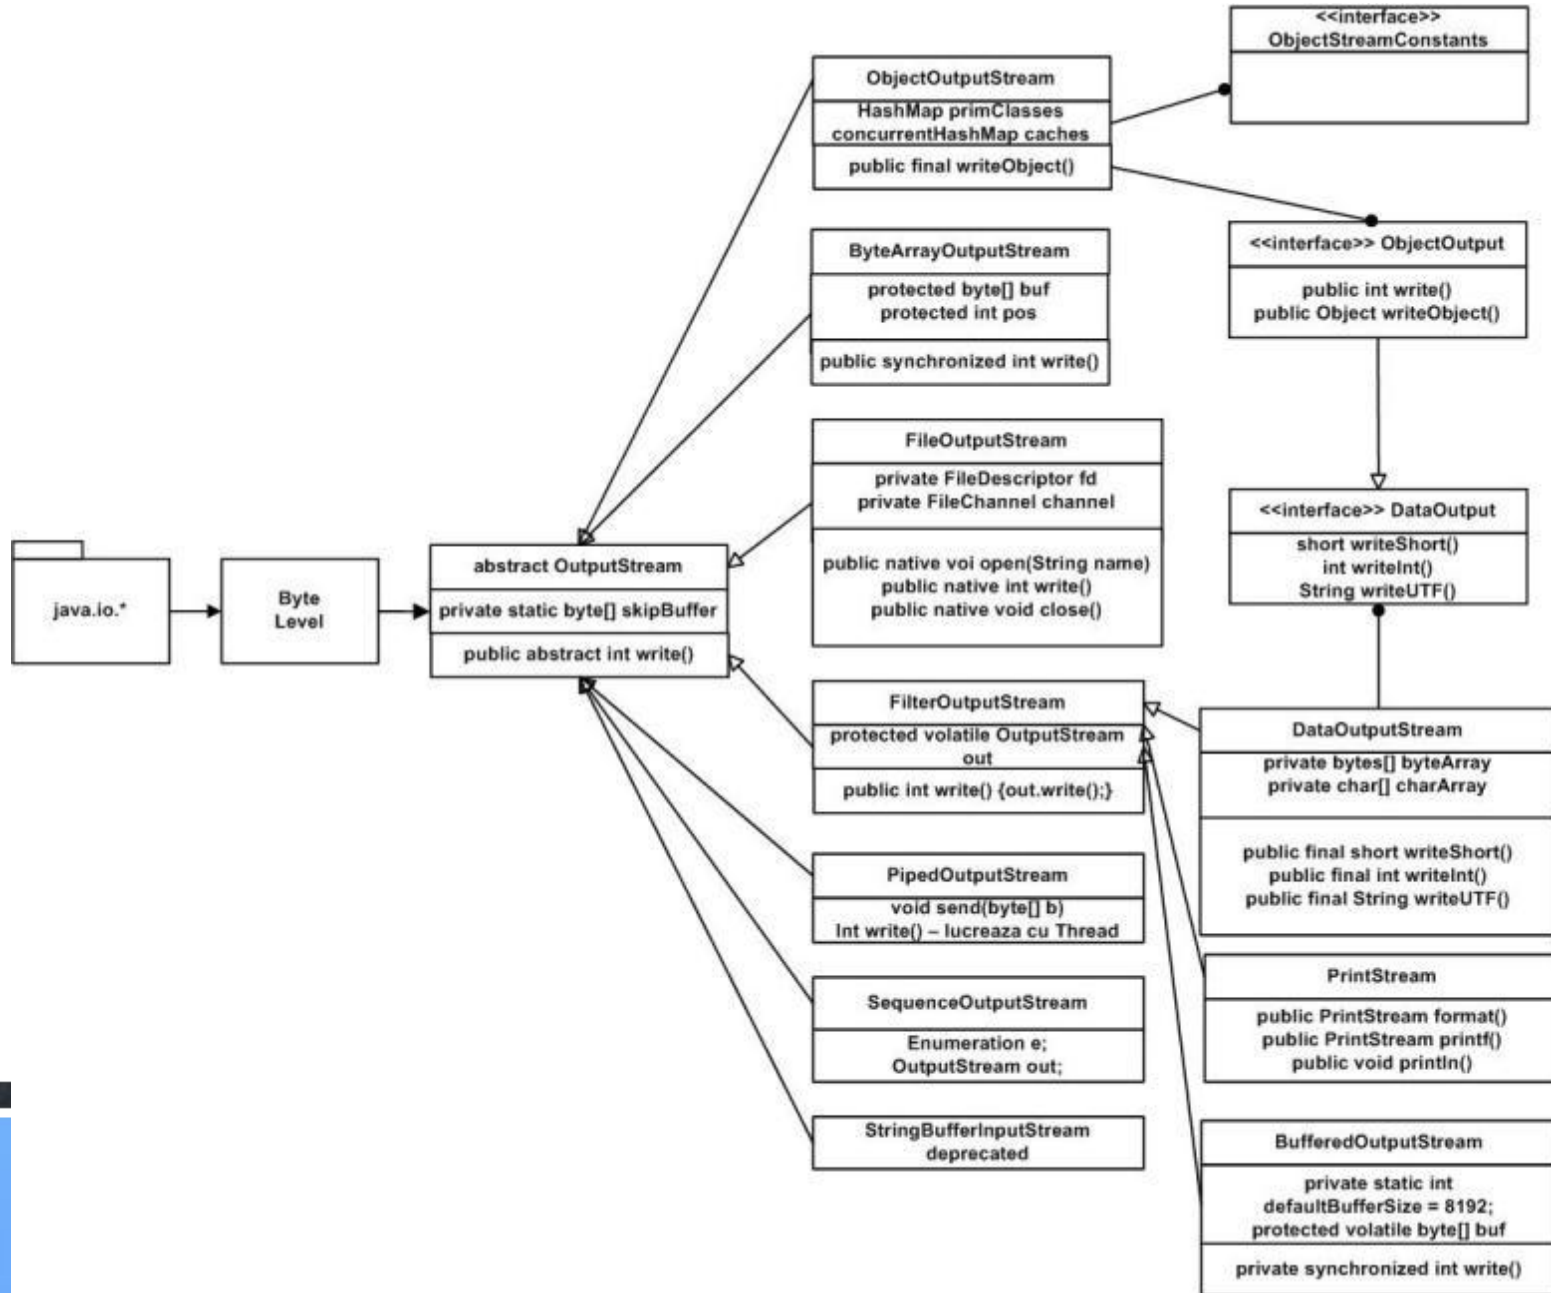 java.io.*
Byte
Level
abstract OutputStream
private static byte[] skipBuffer
public abstract int write()
ObjectOutputStream
HashMap primClasses
concurrentHashMap caches
public final writeObject()
ByteArrayOutputStream
protected byte[] buf
protected int pos
public synchronized int write()
FileOutputStream
private FileDescriptor fd
private FileChannel channel
public native voi open(String name)
public native int write()
public native void close()
FilterOutputStream
protected volatile OutputStream
out
public int write() {out.write();}
PipedOutputStream
void send(byte[] b)
Int write() – lucreaza cu Thread
SequenceOutputStream
Enumeration e;
OutputStream out;
StringBufferInputStream
deprecated
<<interface>>
ObjectStreamConstants
<<interface>> ObjectOutput
public int write()
public Object writeObject()
<<interface>> DataOutput
short writeShort()
int writeInt()
String writeUTF()
DataOutputStream
private bytes[] byteArray
private char[] charArray
public final short writeShort()
public final int writeInt()
public final String writeUTF()
PrintStream
public PrintStream format()
public PrintStream printf()
public void println()
BufferedOutputStream
private static int
defaultBufferSize = 8192;
protected volatile byte[] buf
private synchronized int write()